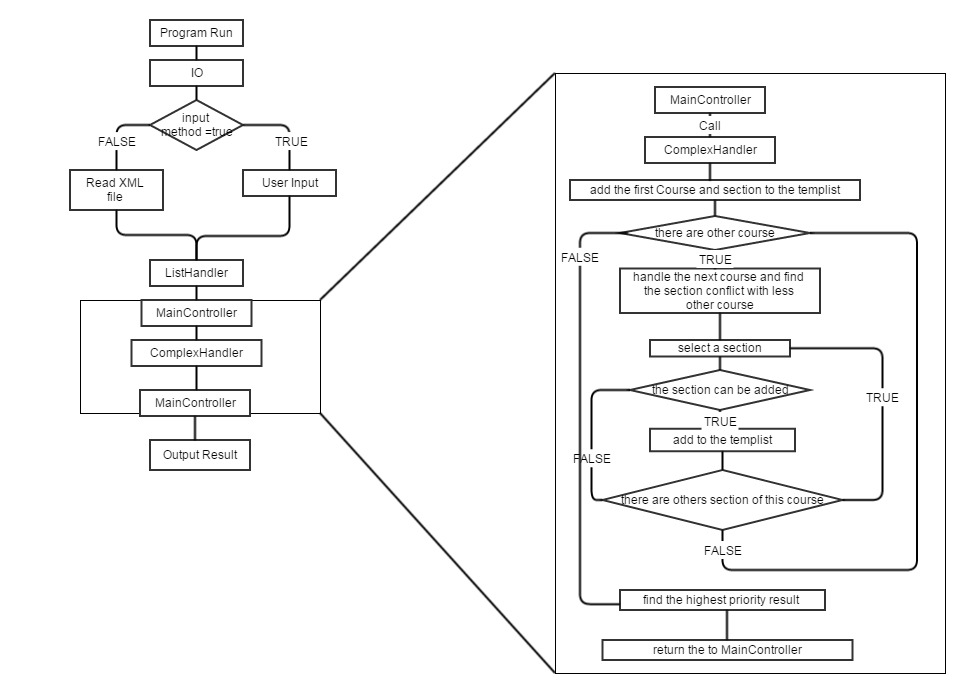 Program Run
IO
input
method =true
FALSE
TRUE
Read XML
file
User Input
ListHandler
MainController
ComplexHandler
MainController
Output Result
MainController
Call
ComplexHandler
add the first Course and section to the templist
there are other course
FALSE
TRUE
handle the next course and find
the section conflict with less
other course
select a section
the section can be added
TRUE
TRUE
add to the templist
FALSE
there are others section of this course
FALSE
find the highest priority result
return the to MainController